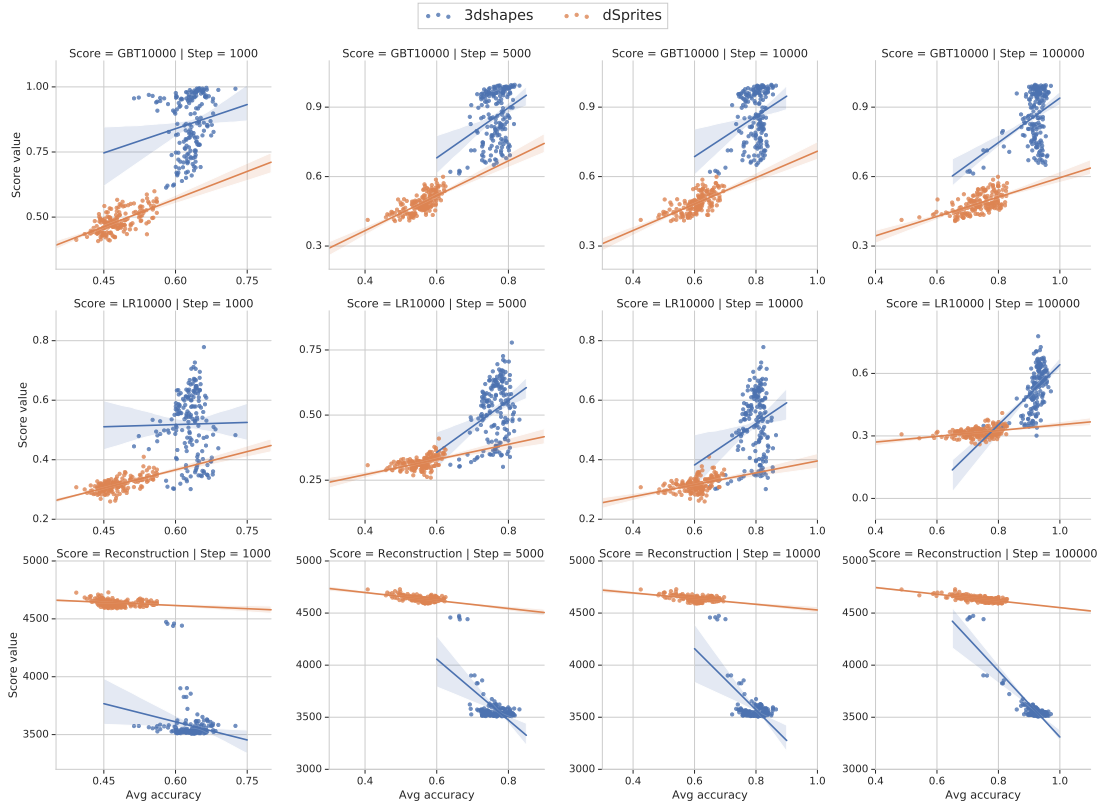 3dshapes dSprites
Score = GBT10000 | Step = 1000 Score = GBT10000 | Step = 5000 Score = GBT10000 | Step = 10000 Score = GBT10000 | Step = 100000
Score value
1.00
0.75
0.50
0.45 0.60 0.75
0.9
0.6
0.3
0.4 0.6 0.8
0.9
0.6
0.3
0.4 0.6 0.8 1.0
0.9
0.6
0.3
0.4 0.6 0.8 1.0
Score = LR10000 | Step = 1000 Score = LR10000 | Step = 5000 Score = LR10000 | Step = 10000 Score = LR10000 | Step = 100000
Score value
0.8
0.6
0.4
0.2
0.45 0.60 0.75
0.75
0.50
0.25
0.4 0.6 0.8
0.8
0.6
0.4
0.2
0.4 0.6 0.8 1.0
0.6
0.3
0.0
0.4 0.6 0.8 1.0
Score = Reconstruction | Step = 1000 Score = Reconstruction | Step = 5000 Score = Reconstruction | Step = 10000 Score = Reconstruction | Step = 100000
Score value
5000
4500
4000
3500
0.45 0.60 0.75
Avg accuracy
5000
4500
4000
3500
3000
0.4 0.6 0.8
Avg accuracy
5000
4500
4000
3500
3000
0.4 0.6 0.8 1.0
Avg accuracy
5000
4500
4000
3500
3000
0.4 0.6 0.8 1.0
Avg accuracy